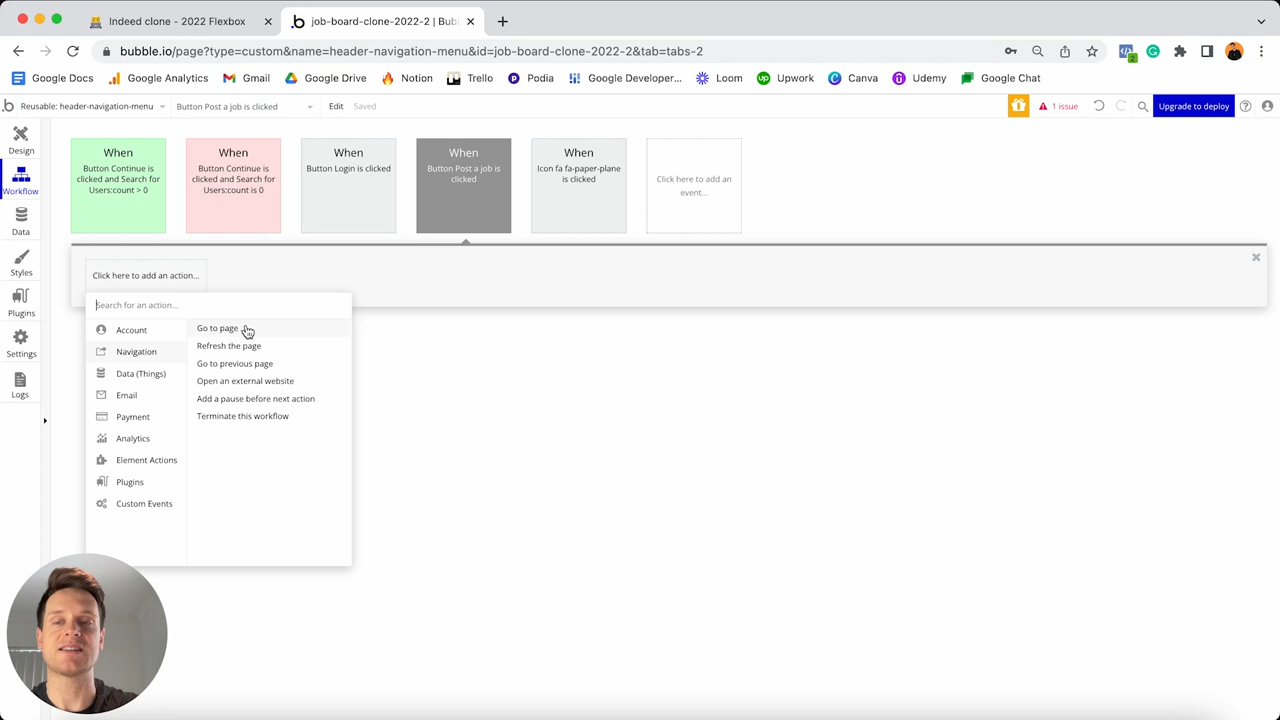 Indeed clone - 2022 Flexbox
job-board-clone-2022-2 | Bubl
bubble.io/page?type=custom&name=header-navigation-menu&id=job-board-clone-2022-2&tab=tabs-2
2
Google Docs
Google Analytics
Gmail
Google Drive
Notion
Trello
Podia
Google Developer...
Loom
Upwork
Canva
Udemy
Google Chat
Reusable: header-navigation-menu
Button Post a job is clicked
Edit
Saved
1 issue
Upgrade to deploy
Design
Workflow
Data
Styles
Plugins
Settings
Logs
When
Button Continue is
clicked and Search for
Users:count > 0
When
Button Continue is
clicked and Search for
Users:count is 0
When
Button Login is clicked
When
Button Post a job is
clicked
When
Icon fa fa-paper-plane
is clicked
Click here to add an
event...
Click here to add an action...
Search for an action...
Account
Navigation
Data (Things)
Email
Payment
Analytics
Element Actions
Plugins
Custom Events
Go to page
Refresh the page
Go to previous page
Open an external website
Add a pause before next action
Terminate this workflow